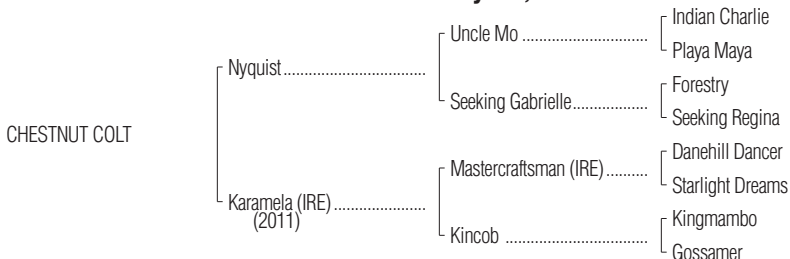 Indian Charlie
Uncle Mo
Playa Maya
Nyquist
Forestry
Seeking Gabrielle
Seeking Regina
CHESTNUT COLT
Danehill Dancer
Mastercraftsman (IRE)
Starlight Dreams
Karamela (IRE)
(2011)
Kingmambo
Kincob
Gossamer